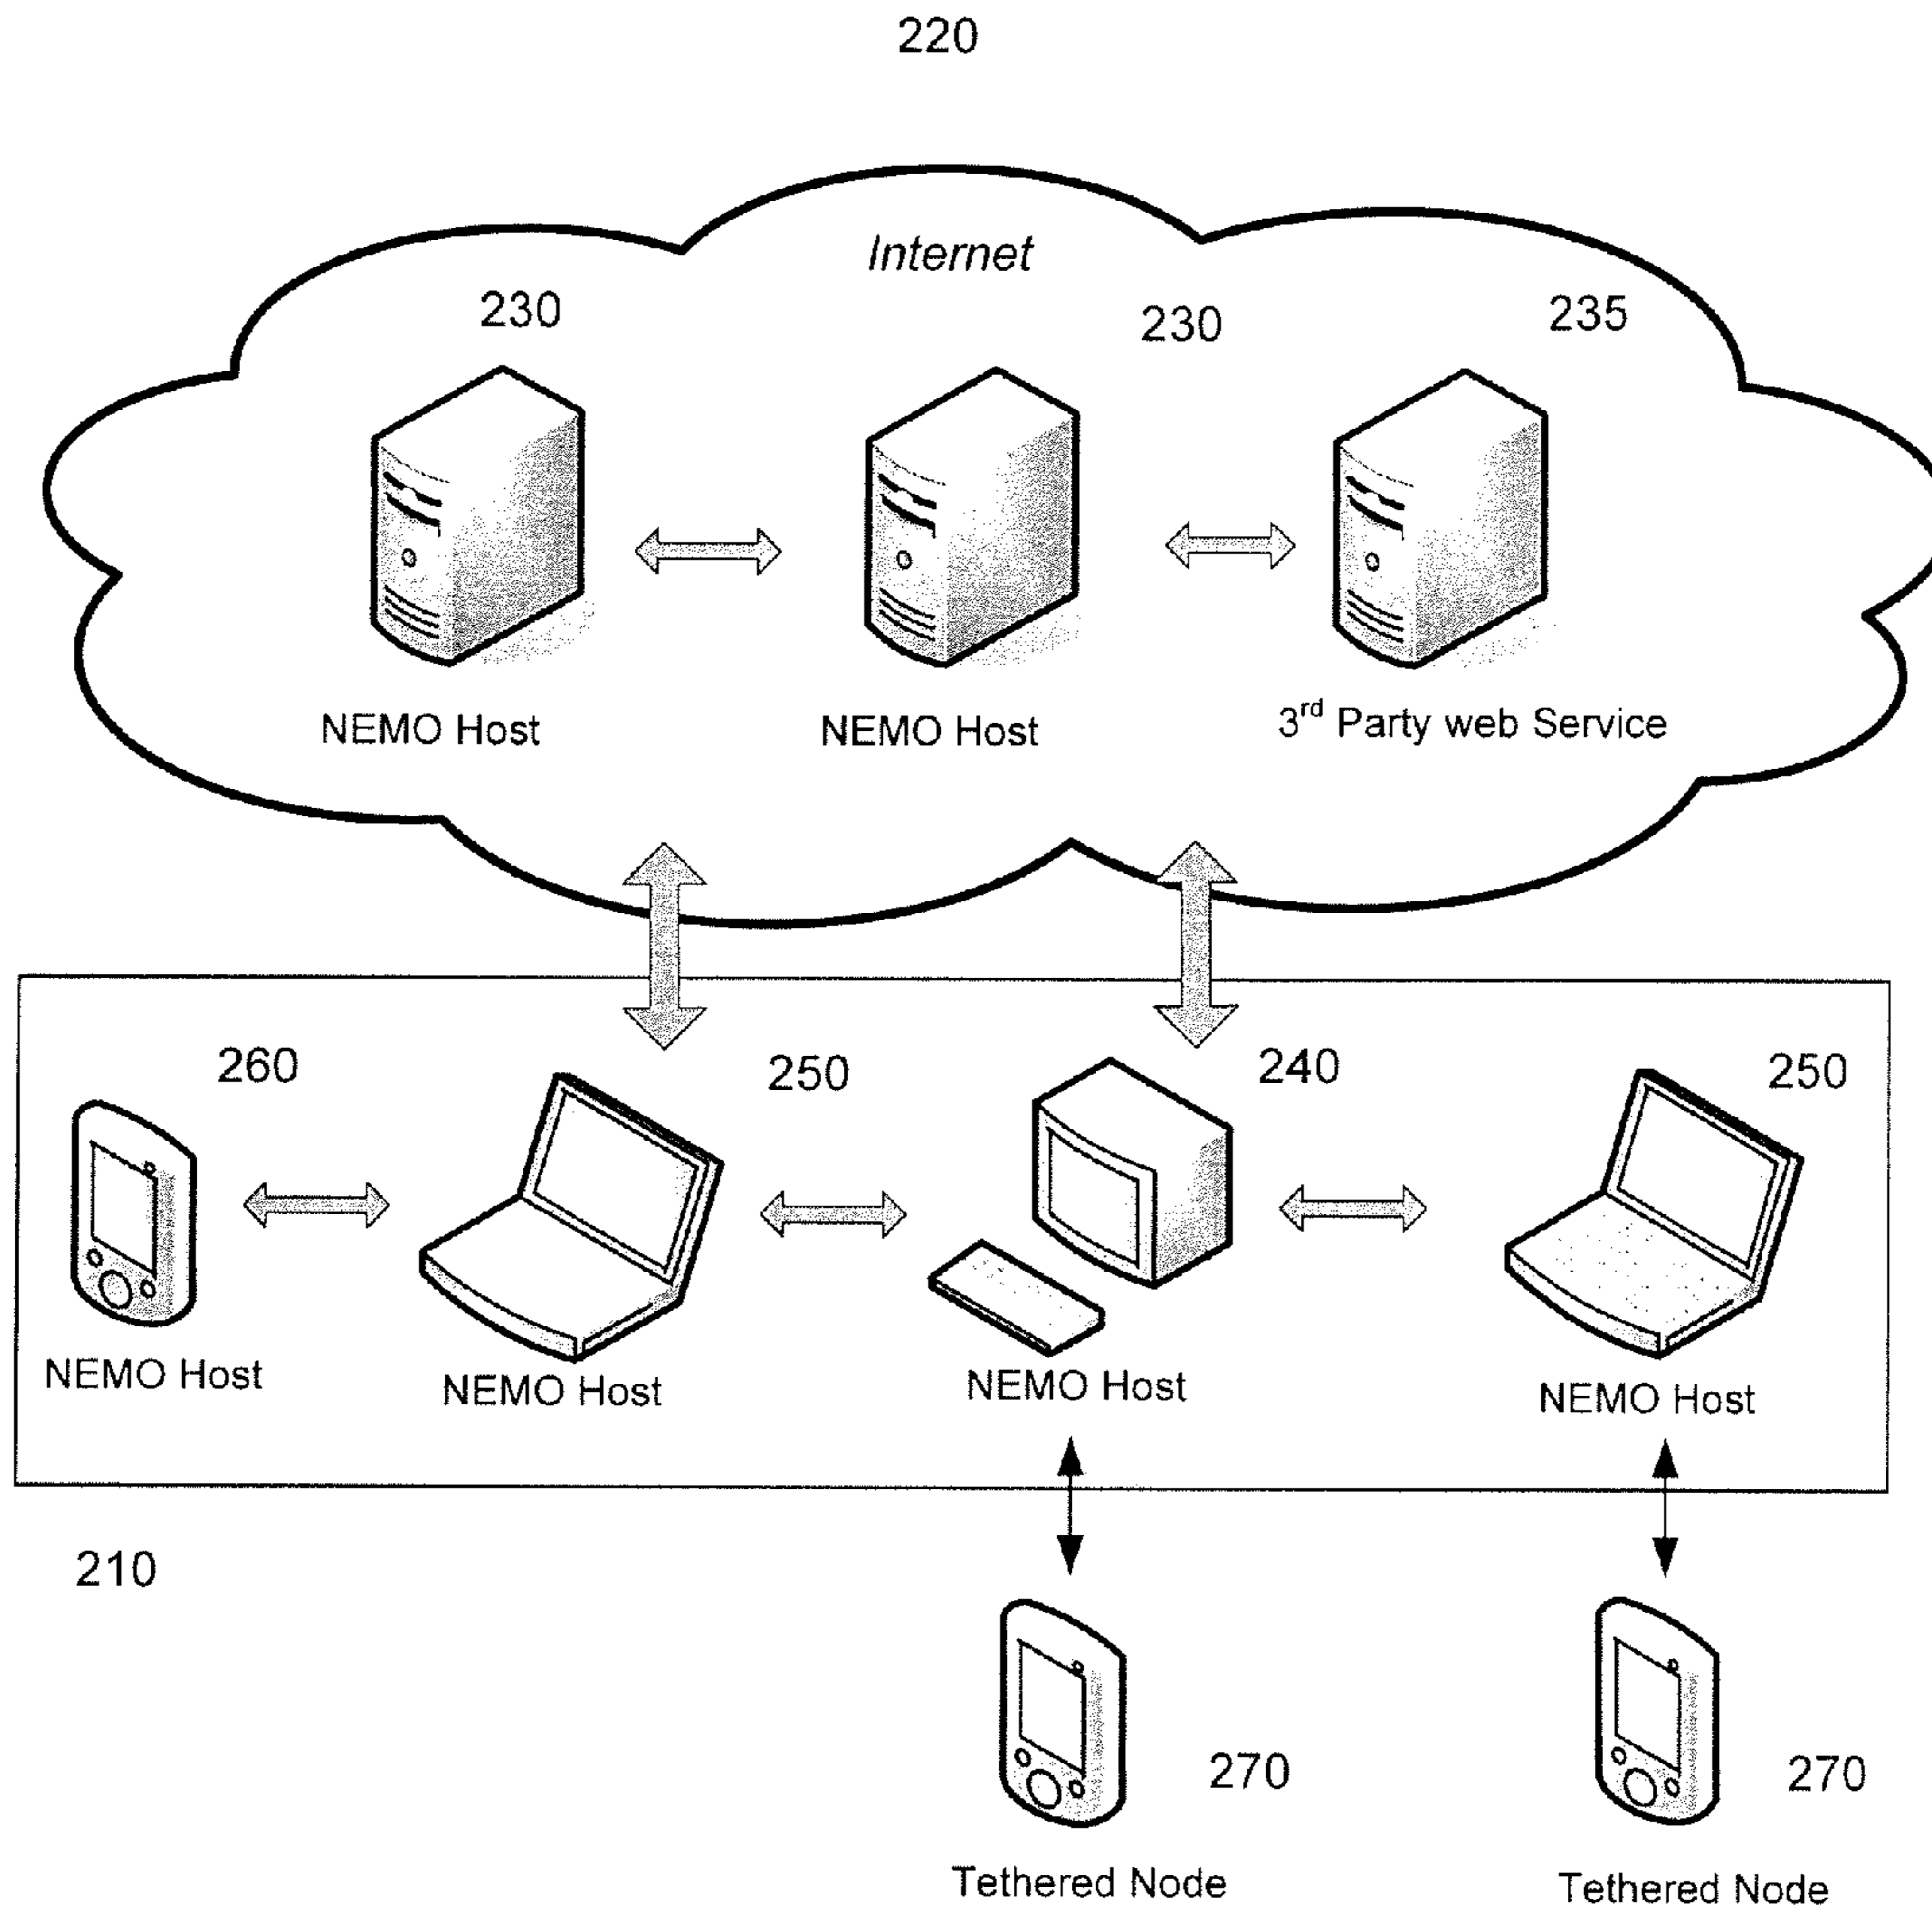 220
Internet
230
230
235
NEMO Host
NEMO Host
3rd Party web Service
260
250
240
250
NEMO Host
NEMO Host
NEMO Host
NEMO Host
210
270
270
Tethered Node
Tethered Node